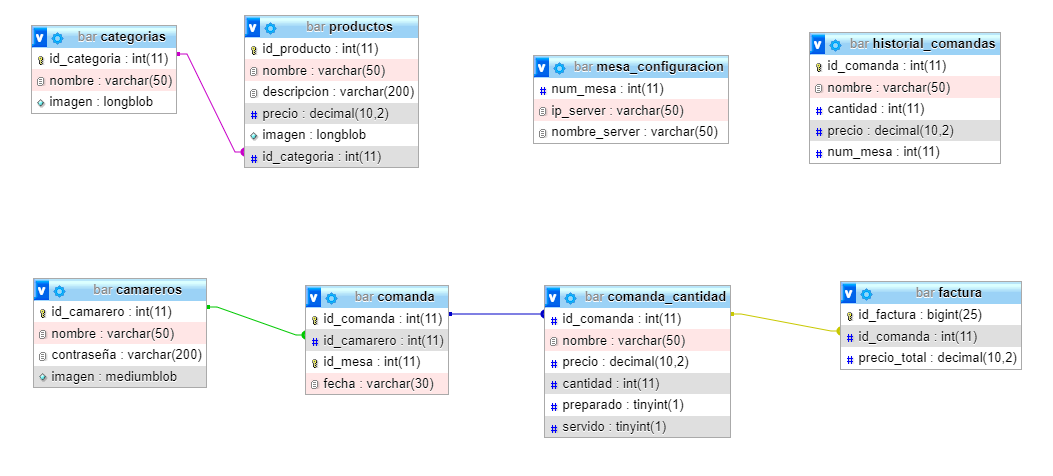 v bar categorias
id_categoria : int(11)
nombre : varchar(50)
imagen : longblob
v bar productos
id_producto : int(11)
nombre : varchar(50)
descripcion : varchar(200)
# precio : decimal(10,2)
imagen : longblob
# id_categoria : int(11)
v bar mesa_configuracion
# num_mesa : int(11)
ip_server : varchar(50)
nombre_server : varchar(50)
v bar historial_comandas
id_comanda : int(11)
nombre : varchar(50)
# cantidad : int(11)
# precio : decimal(10,2)
# num_mesa : int(11)
v bar camareros
id_camarero : int(11)
nombre : varchar(50)
contraseña : varchar(200)
imagen : mediumblob
v bar comanda
id_comanda : int(11)
# id_camarero : int(11)
id_mesa : int(11)
fecha : varchar(30)
v bar comanda_cantidad
# id_comanda : int(11)
nombre : varchar(50)
# precio : decimal(10,2)
# cantidad : int(11)
# preparado : tinyint(1)
# servido : tinyint(1)
v bar factura
id_factura : bigint(25)
# id_comanda : int(11)
# precio_total : decimal(10,2)